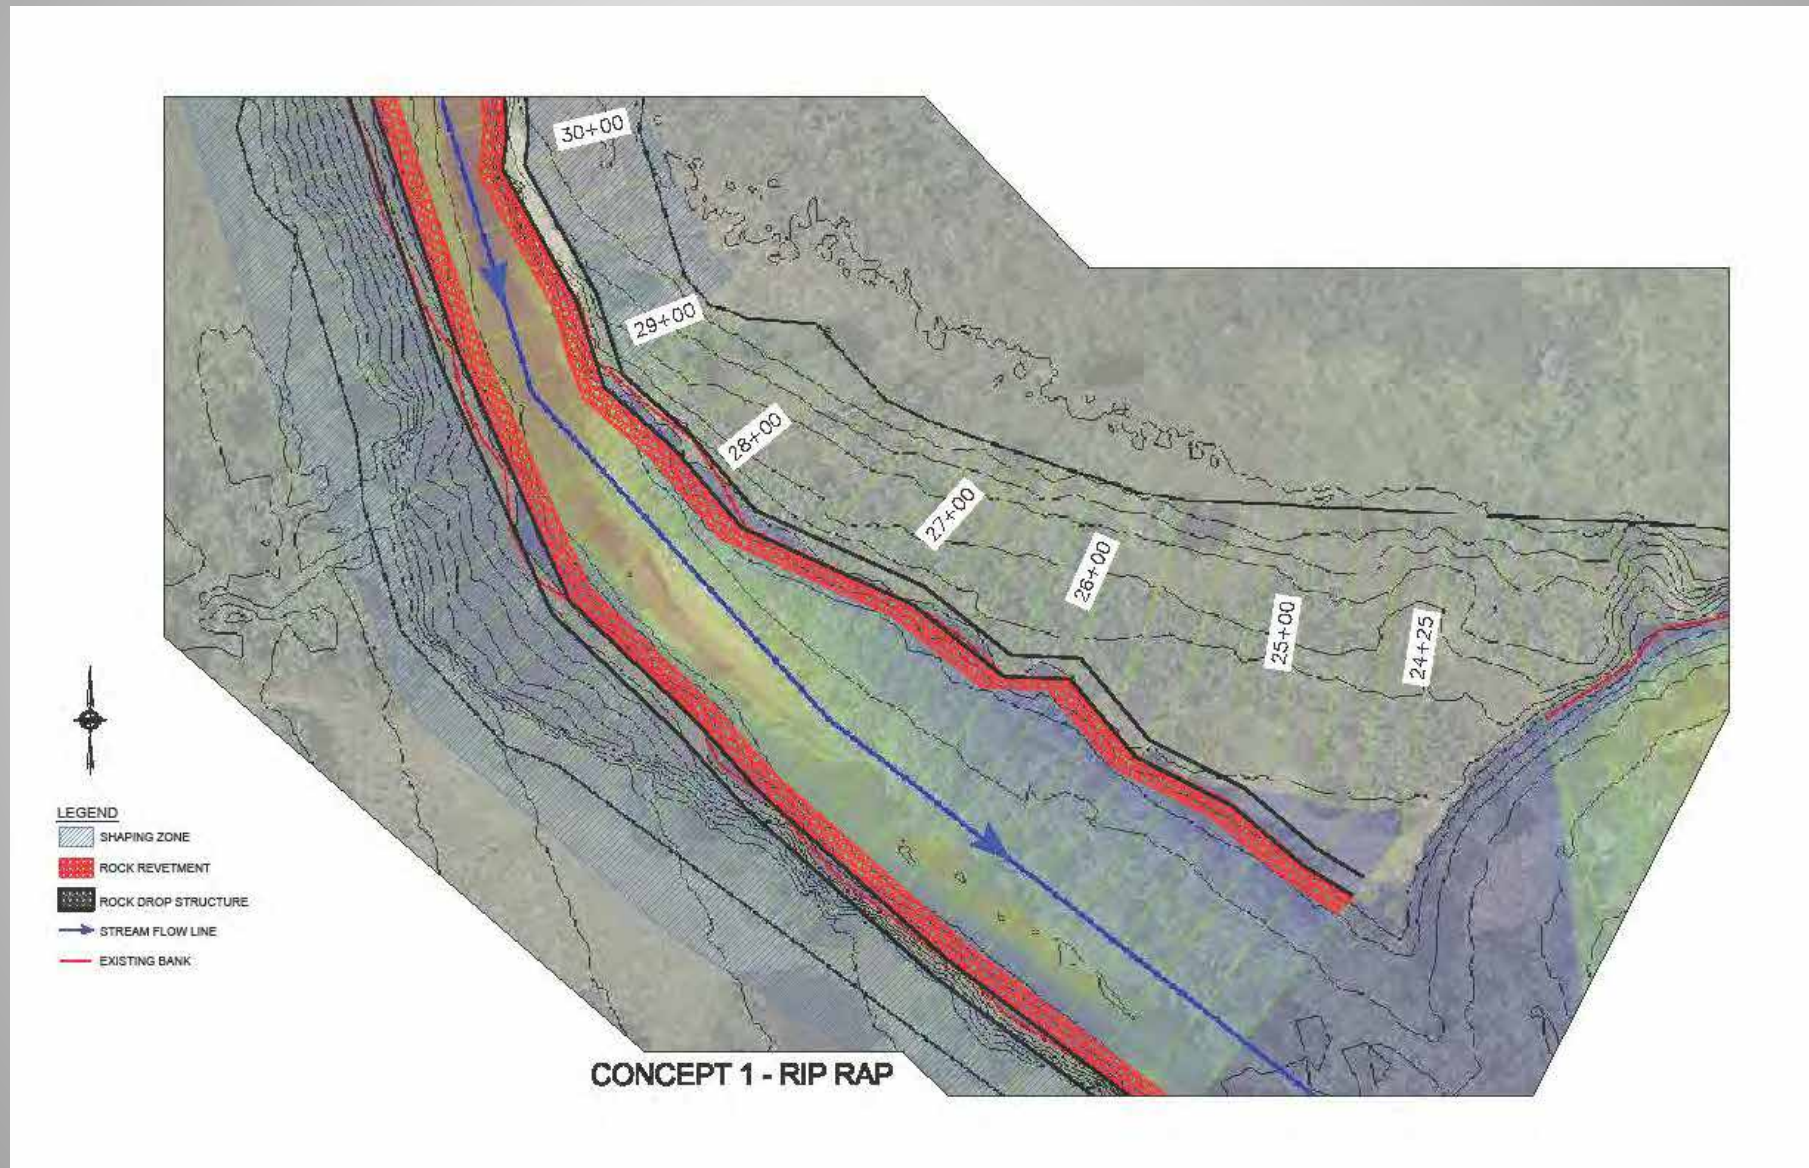 30+00
29+00
28+00
27+00
26+00
25+00
24+25
LEGEND
SHAPING ZONE
ROCK REVETMENT
ROCK DROP STRUCTURE
STREAM FLOW LINE
EXISTING BANK
CONCEPT 1 - RIP RAP